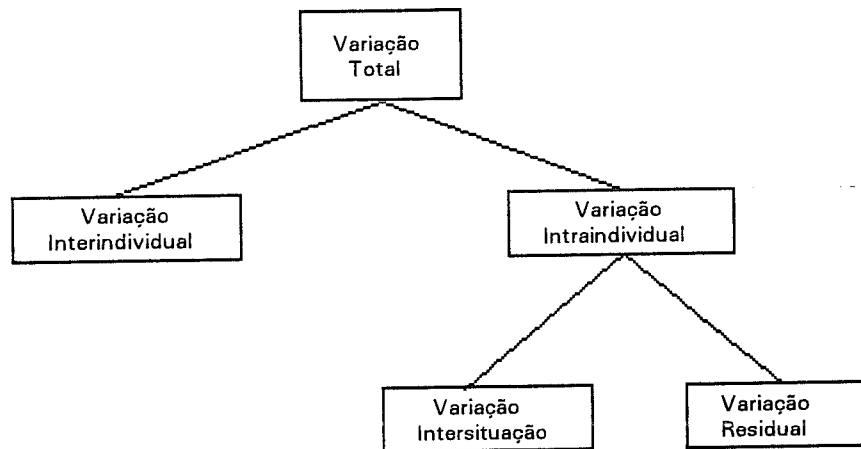 Variação
Total
Variação
Interindividual
Variação
Intraindividual
Variação
Intersituação
Variação
Residual